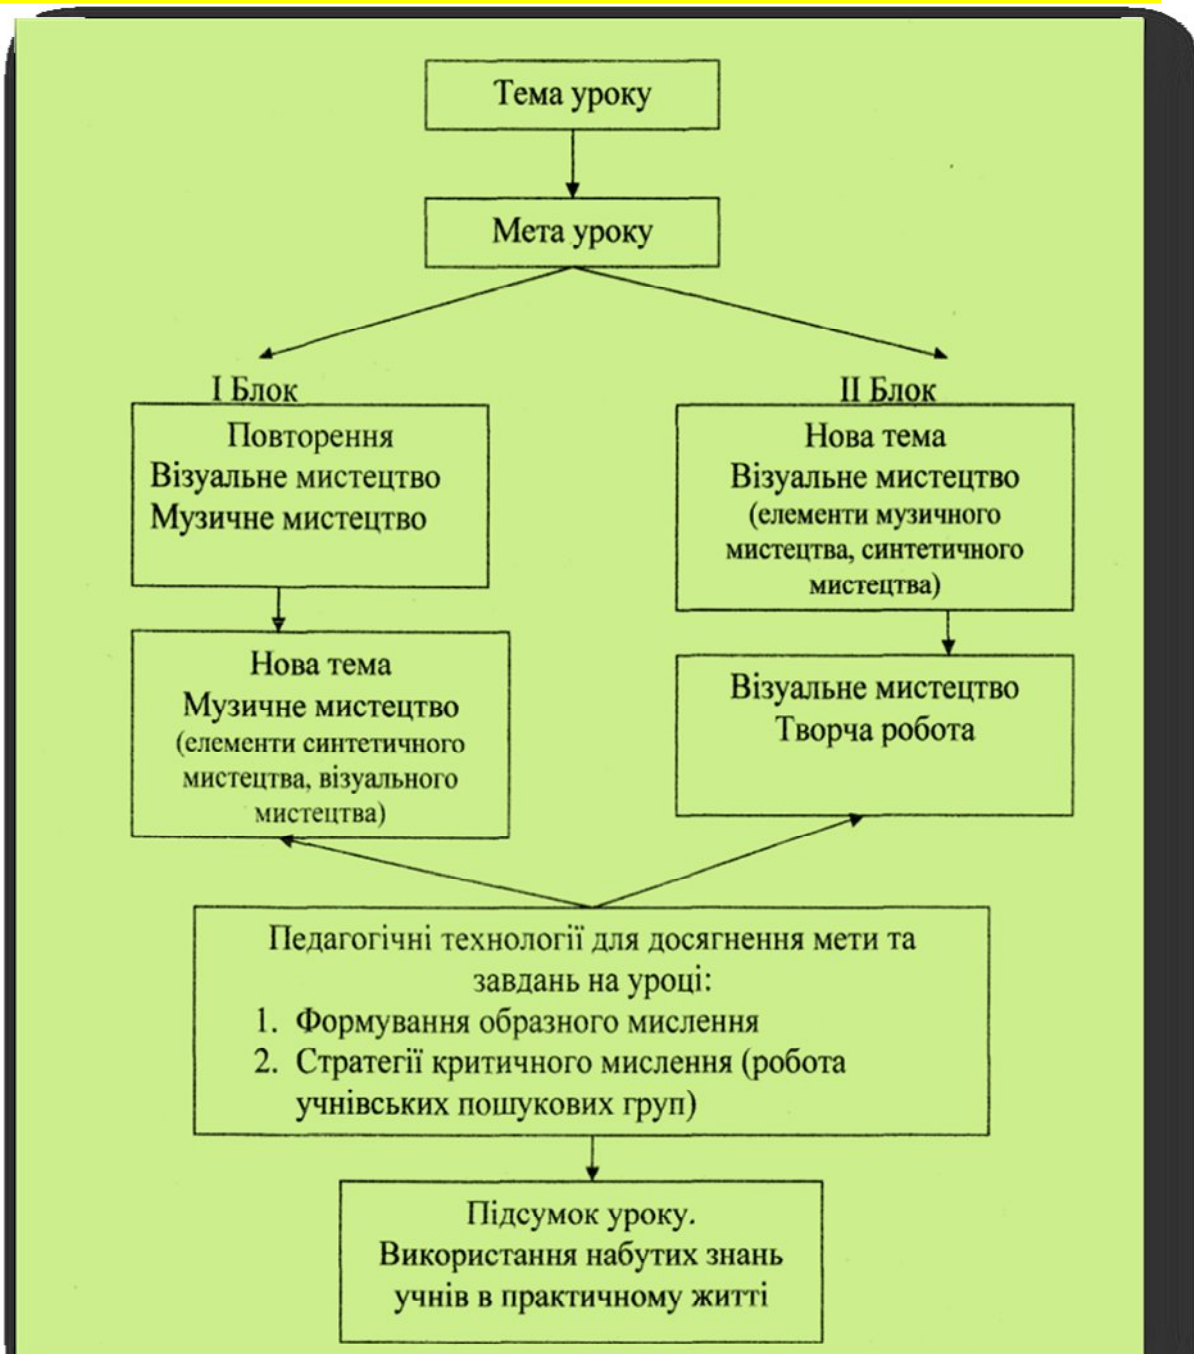 Тема уроку
Мета уроку
І Блок
Повторення
Візуальне мистецтво
Музичне мистецтво
Нова тема
Музичне мистецтво
(елементи синтетичного
мистецтва, візуального
мистецтва)
ІІ Блок
Нова тема
Візуальне мистецтво
(елементи музичного
мистецтва, синтетичного
мистецтва)
Візуальне мистецтво
Творча робота
Педагогічні технології для досягнення мети та
завдань на уроці:
1. Формування образного мислення
2. Стратегії критичного мислення (робота
учнівських пошукових груп)
Підсумок уроку.
Використання набутих знань
учнів в практичному житті